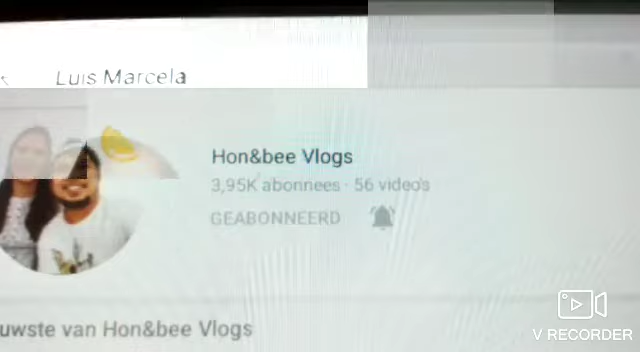 Luis Marcela
Hon&bee Vlogs
3,95K abonnees · 56 video's
GEABONNEERD
uwste van Hon&bee Vlogs
V RECORDER